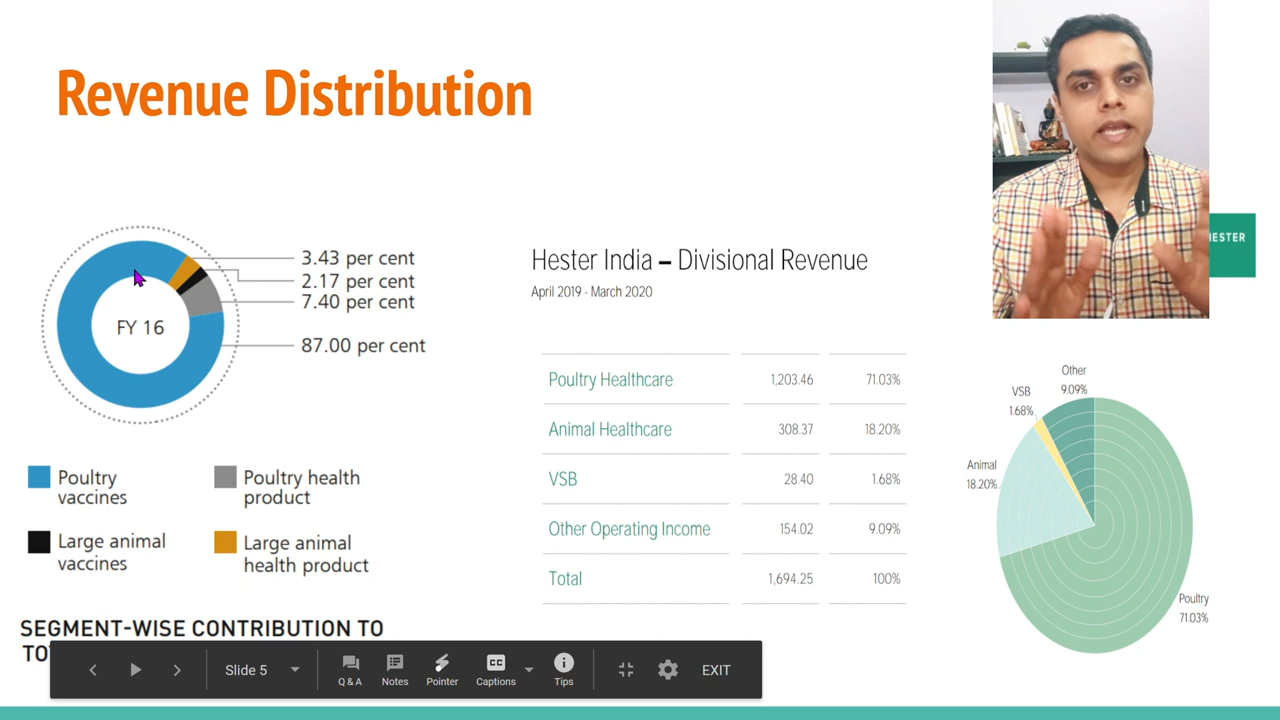 Revenue Distribution
3.43 per cent
2.17 per cent
7.40 per cent
87.00 per cent
FY 16
Poultry
vaccines
Poultry health
product
Large animal
vaccines
Large animal
health product
SEGMENT-WISE CONTRIBUTION TO
Hester India – Divisional Revenue
April 2019 - March 2020
Poultry Healthcare 1,203.46 71.03%
Animal Healthcare 308.37 18.20%
VSB 28.40 1.68%
Other Operating Income 154.02 9.09%
Total 1,694.25 100%
Other
9.09%
VSB
1.68%
Animal
18.20%
Poultry
71.03%
HESTER
Slide 5
Q & A
Notes
Pointer
Captions
Tips
EXIT